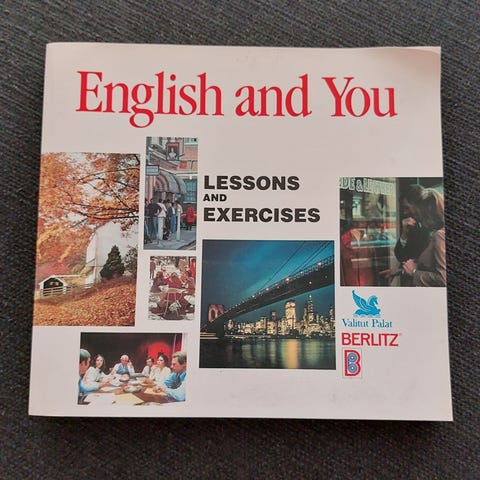 English and You
LESSONS
AND
EXERCISES
Valitut Palat
BERLITZ
B